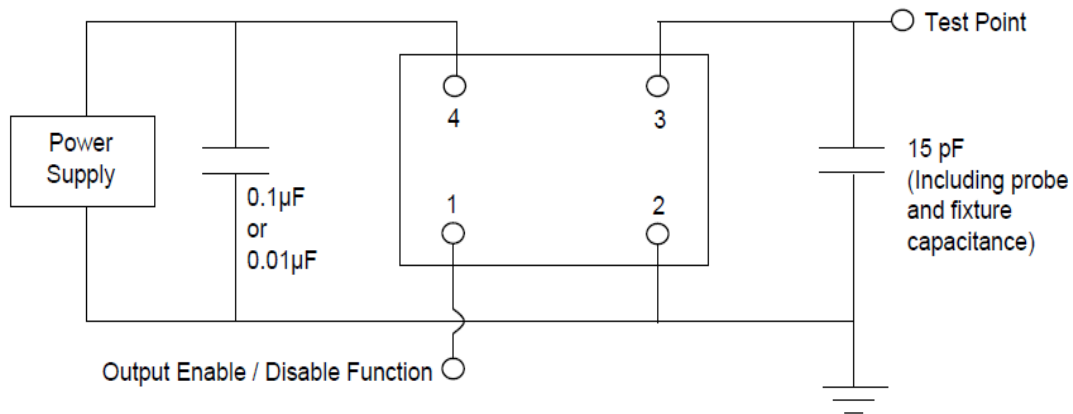 Test Point
4
3
Power
Supply
15 pF
(Including probe
and fixture
capacitance)
0.1µF
or
0.01µF
1
2
Output Enable / Disable Function